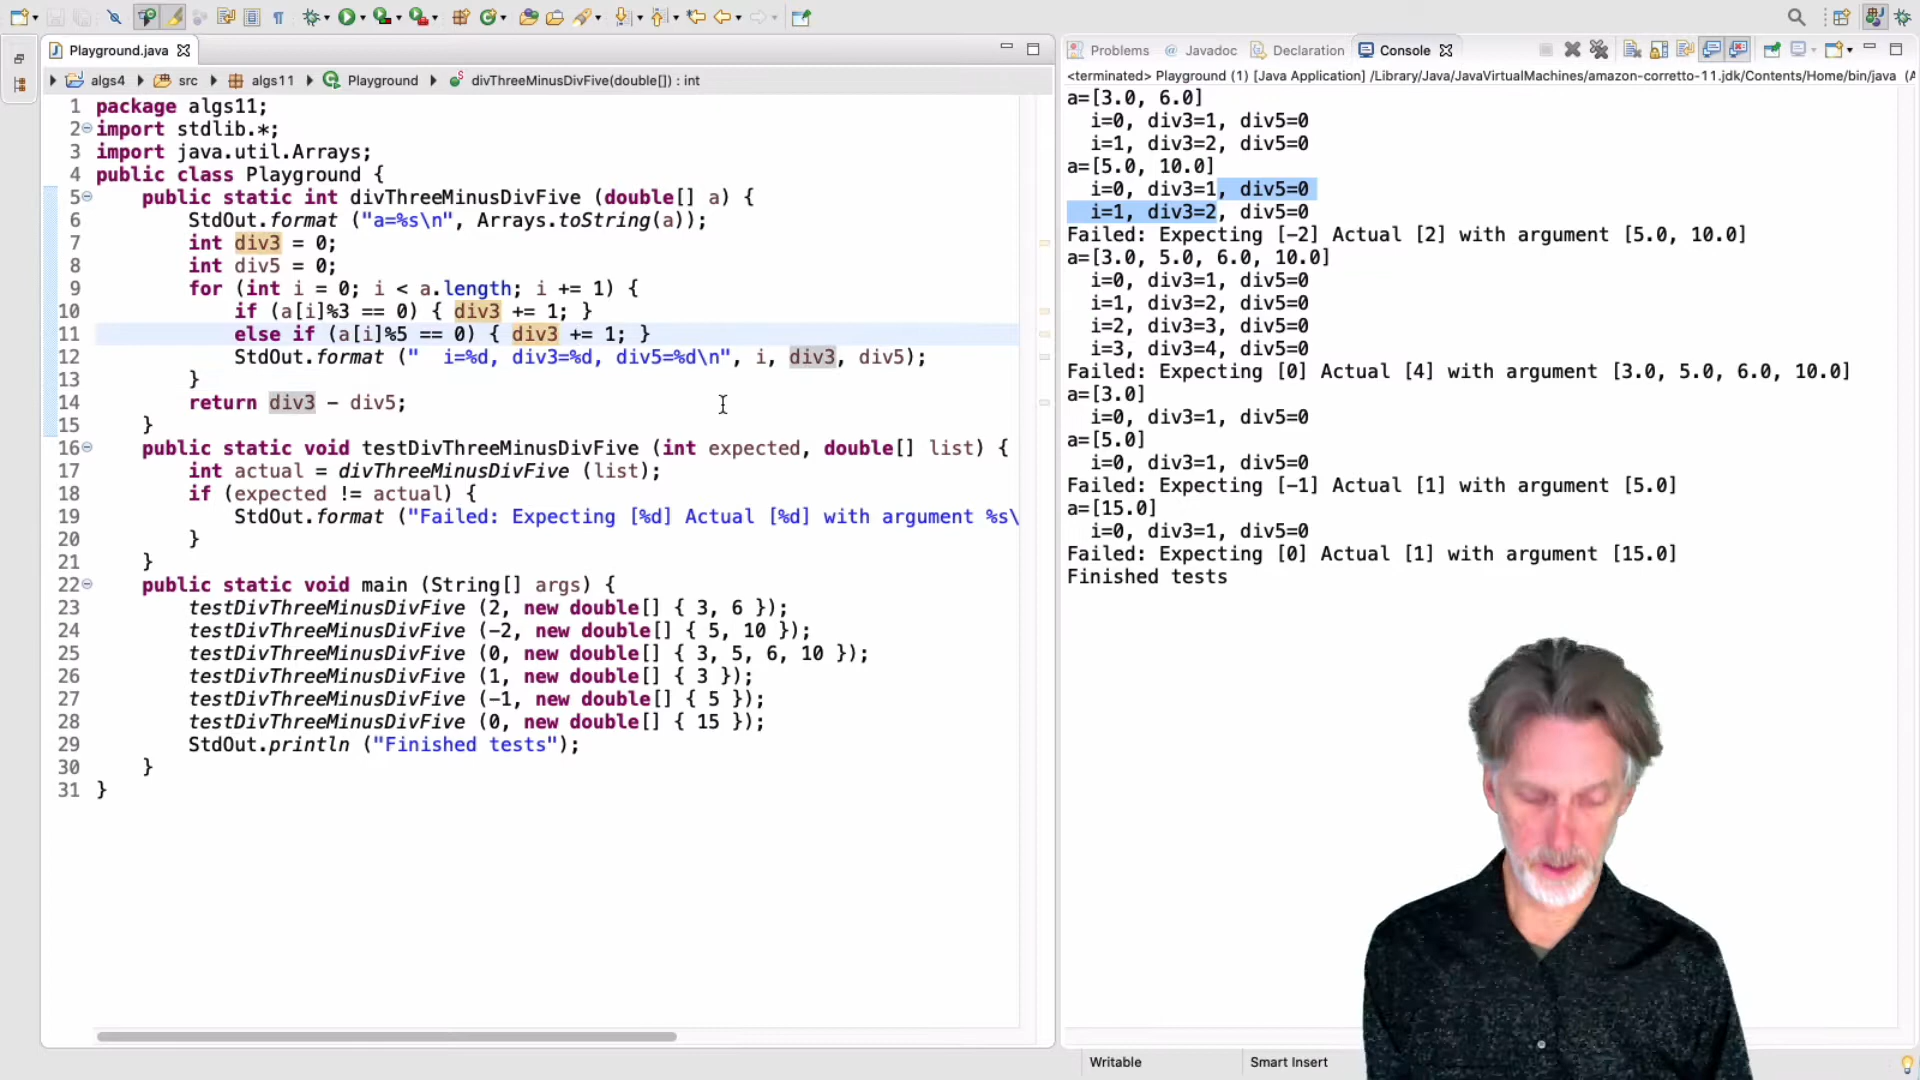 Playground.java
algs4 src algs11 Playground divThreeMinusDivFive(double[]) : int
1 package algs11;
2 import stdlib.*;
3 import java.util.Arrays;
4 public class Playground {
5 public static int divThreeMinusDivFive (double[] a) {
6 StdOut.format ("a=%s\n", Arrays.toString(a));
7 int div3 = 0;
8 int div5 = 0;
9 for (int i = 0; i < a.length; i += 1) {
10 if (a[i]%3 == 0) { div3 += 1; }
11 else if (a[i]%5 == 0) { div3 += 1; }
12 StdOut.format ("  i=%d, div3=%d, div5=%d\n", i, div3, div5);
13 }
14 return div3 - div5;
15 }
16 public static void testDivThreeMinusDivFive (int expected, double[] list) {
17 int actual = divThreeMinusDivFive (list);
18 if (expected != actual) {
19 StdOut.format ("Failed: Expecting [%d] Actual [%d] with argument %s\
20 }
21 }
22 public static void main (String[] args) {
23 testDivThreeMinusDivFive (2, new double[] { 3, 6 });
24 testDivThreeMinusDivFive (-2, new double[] { 5, 10 });
25 testDivThreeMinusDivFive (0, new double[] { 3, 5, 6, 10 });
26 testDivThreeMinusDivFive (1, new double[] { 3 });
27 testDivThreeMinusDivFive (-1, new double[] { 5 });
28 testDivThreeMinusDivFive (0, new double[] { 15 });
29 StdOut.println ("Finished tests");
30 }
31 }
Problems Javadoc Declaration Console
<terminated> Playground (1) [Java Application] /Library/Java/JavaVirtualMachines/amazon-corretto-11.jdk/Contents/Home/bin/java (A
a=[3.0, 6.0]
i=0, div3=1, div5=0
i=1, div3=2, div5=0
a=[5.0, 10.0]
i=0, div3=1, div5=0
i=1, div3=2, div5=0
Failed: Expecting [-2] Actual [2] with argument [5.0, 10.0]
a=[3.0, 5.0, 6.0, 10.0]
i=0, div3=1, div5=0
i=1, div3=2, div5=0
i=2, div3=3, div5=0
i=3, div3=4, div5=0
Failed: Expecting [0] Actual [4] with argument [3.0, 5.0, 6.0, 10.0]
a=[3.0]
i=0, div3=1, div5=0
a=[5.0]
i=0, div3=1, div5=0
Failed: Expecting [-1] Actual [1] with argument [5.0]
a=[15.0]
i=0, div3=1, div5=0
Failed: Expecting [0] Actual [1] with argument [15.0]
Finished tests
Writable Smart Insert